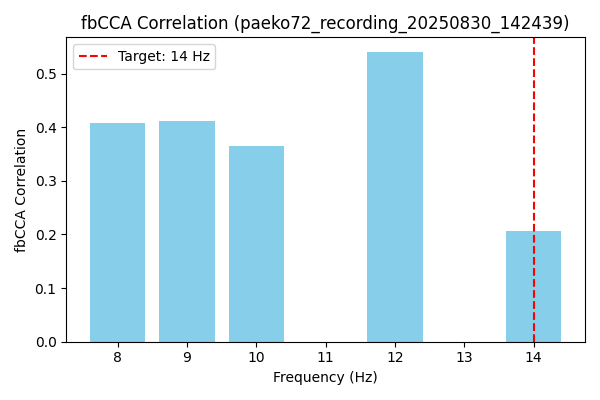 fbCCA Correlation (paeko72_recording_20250830_142439)
Target: 14 Hz
fbCCA Correlation
0.5
0.4
0.3
0.2
0.1
0.0
8 9 10 11 12 13 14
Frequency (Hz)